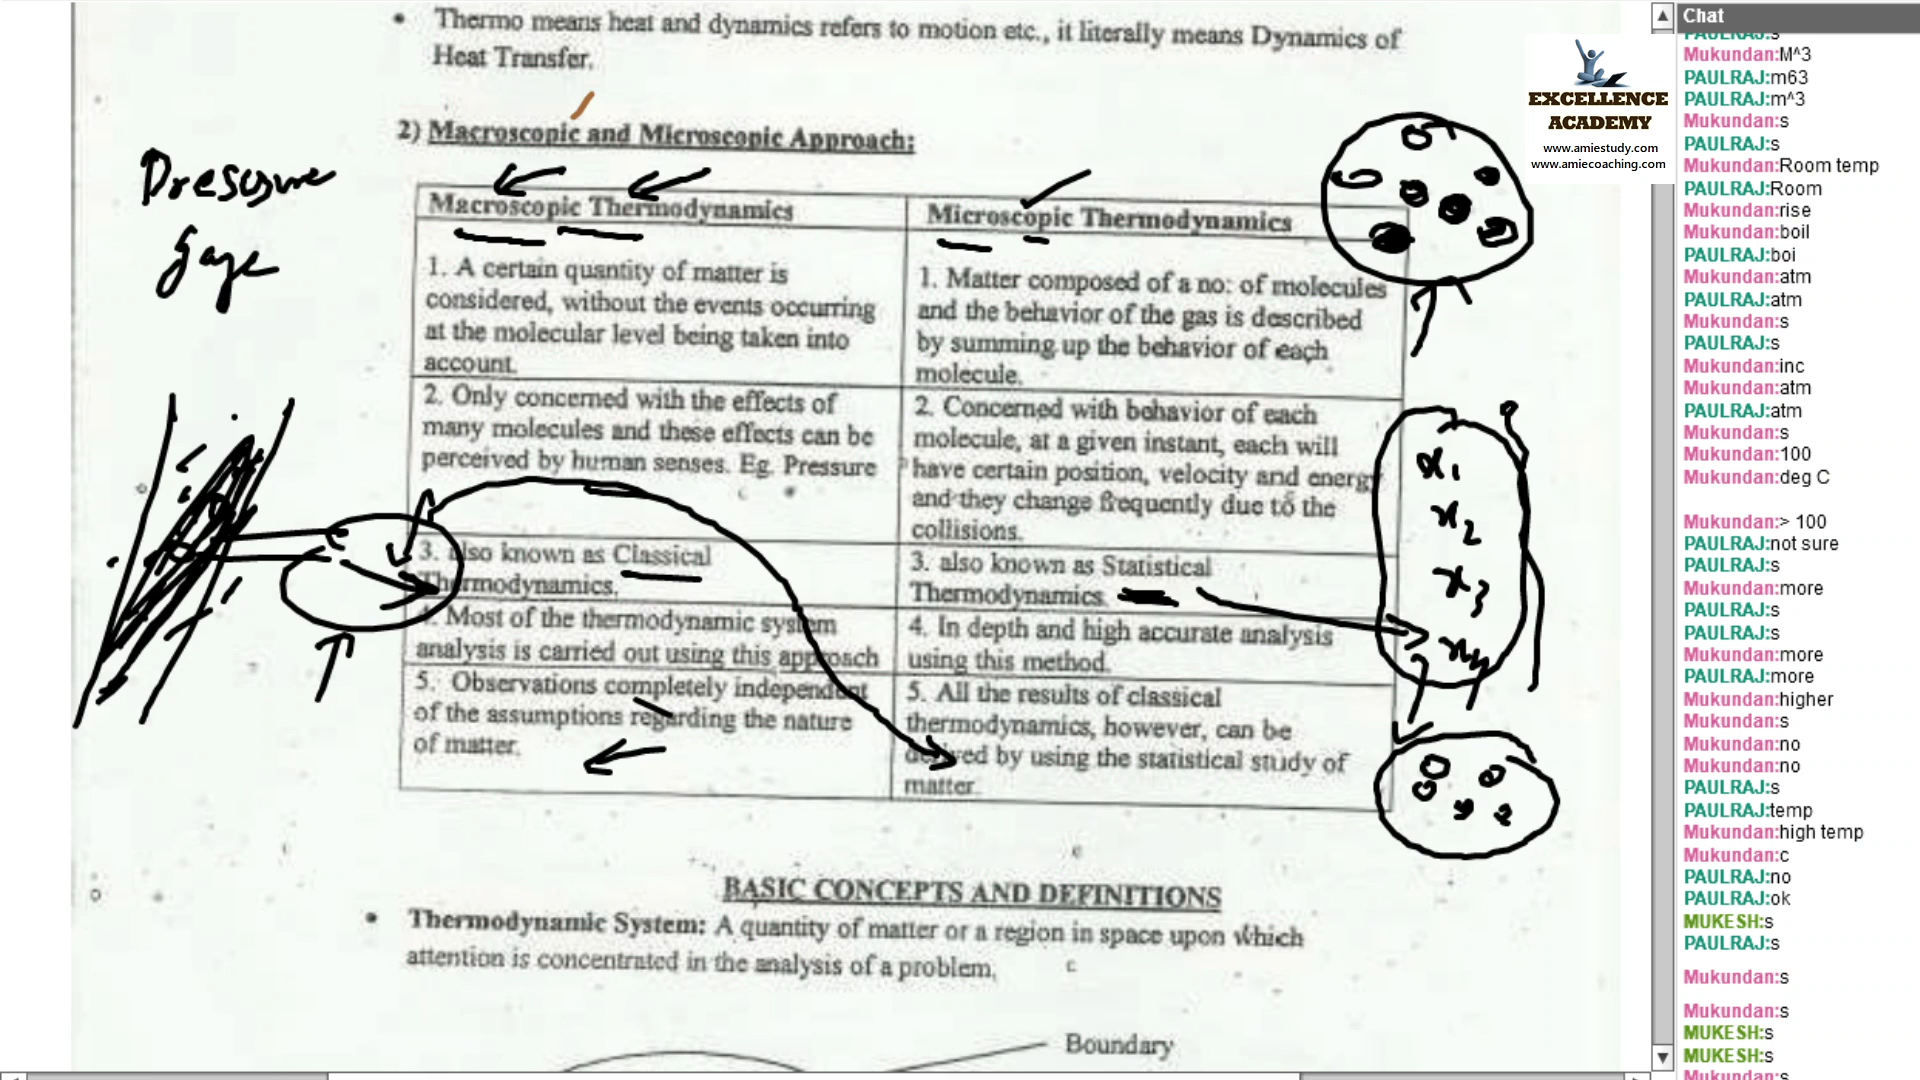 • Thermo means heat and dynamics refers to motion etc., it literally means Dynamics of
Heat Transfer.
2) Macroscopic and Microscopic Approach:
Pressure
Gage
Macroscopic Thermodynamics
1. A certain quantity of matter is
considered, without the events occurring
at the molecular level being taken into
account.
2. Only concerned with the effects of
many molecules and these effects can be
perceived by human senses. Eg. Pressure
3. also known as Classical
Thermodynamics.
4. Most of the thermodynamic system
analysis is carried out using this approach
5. Observations completely independent
of the assumptions regarding the nature
of matter.
Microscopic Thermodynamics
1. Matter composed of a no: of molecules
and the behavior of the gas is described
by summing up the behavior of each
molecule.
2. Concerned with behavior of each
molecule, at a given instant, each will
have certain position, velocity and energy
and they change frequently due to the
collisions.
3. also known as Statistical
Thermodynamics.
4. In depth and high accurate analysis
using this method.
5. All the results of classical
thermodynamics, however, can be
derived by using the statistical study of
matter.
x1
x2
x3
BASIC CONCEPTS AND DEFINITIONS
• Thermodynamic System: A quantity of matter or a region in space upon which
attention is concentrated in the analysis of a problem.
Boundary
EXCELLENCE
ACADEMY
www.amiestudy.com
www.amiecoaching.com
Chat
PAULRAJ:s
Mukundan:M^3
PAULRAJ:m63
PAULRAJ:m^3
Mukundan:s
PAULRAJ:s
Mukundan:Room temp
PAULRAJ:Room
Mukundan:rise
Mukundan:boil
PAULRAJ:boi
Mukundan:atm
PAULRAJ:atm
Mukundan:s
PAULRAJ:s
Mukundan:inc
Mukundan:atm
PAULRAJ:atm
Mukundan:s
Mukundan:100
Mukundan:deg C
Mukundan:> 100
PAULRAJ:not sure
PAULRAJ:s
Mukundan:more
PAULRAJ:s
PAULRAJ:s
Mukundan:more
PAULRAJ:more
Mukundan:higher
Mukundan:s
Mukundan:no
Mukundan:no
PAULRAJ:s
PAULRAJ:temp
Mukundan:high temp
Mukundan:c
PAULRAJ:no
PAULRAJ:ok
MUKESH:s
PAULRAJ:s
Mukundan:s
Mukundan:s
MUKESH:s
MUKESH:s
Mukundan:s